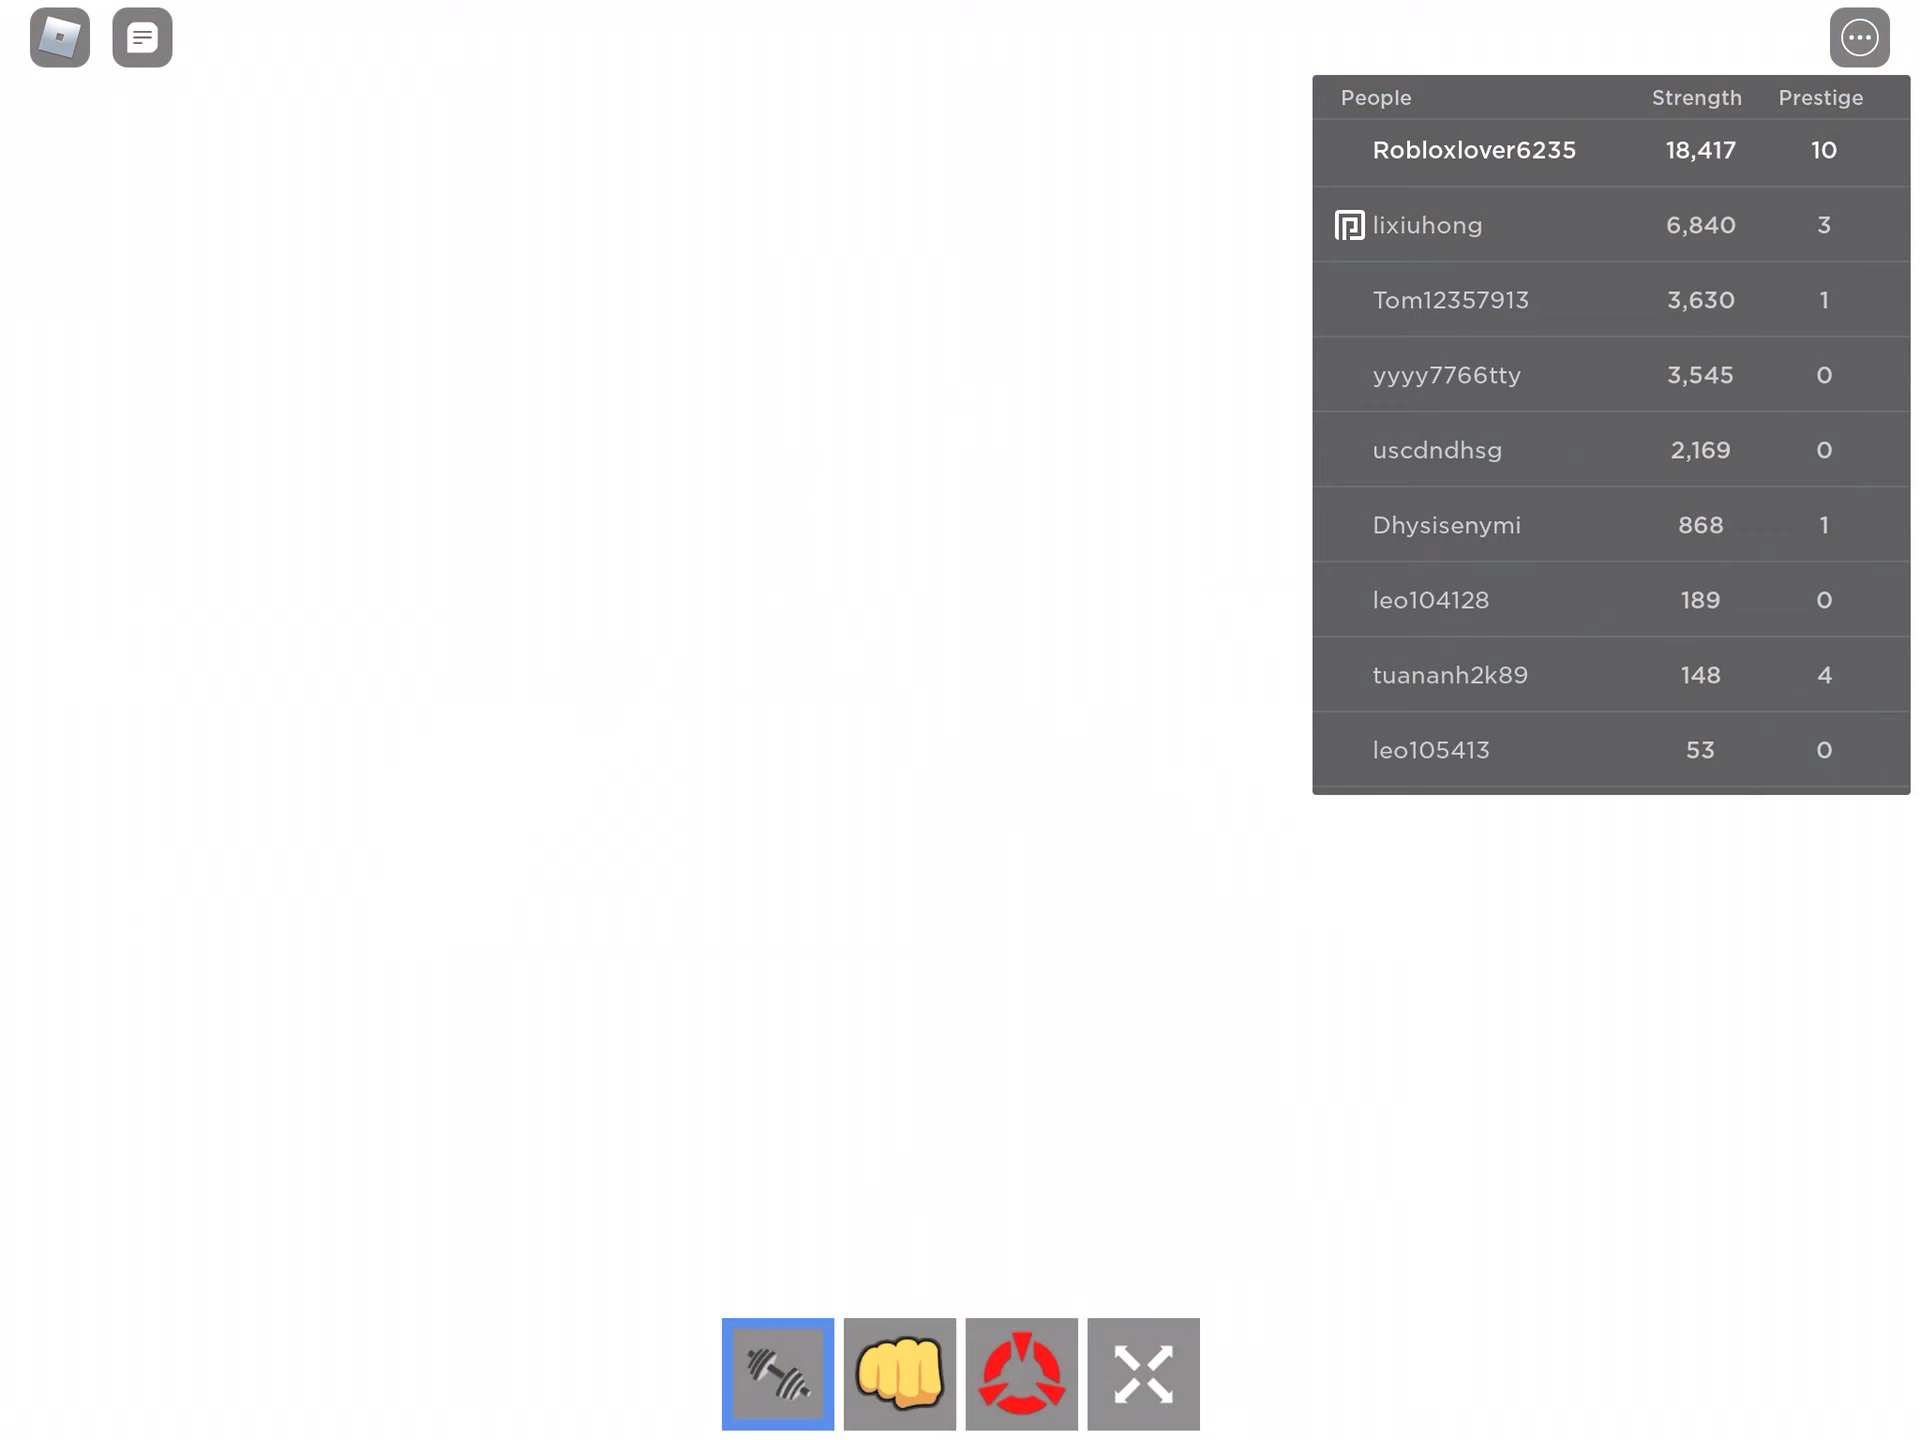 People Strength Prestige
Robloxlover6235 18,417 10
lixiuhong 6,840 3
Tom12357913 3,630 1
yyyy7766tty 3,545 0
uscdndhsg 2,169 0
Dhysisenymi 868 1
leo104128 189 0
tuananh2k89 148 4
leo105413 53 0